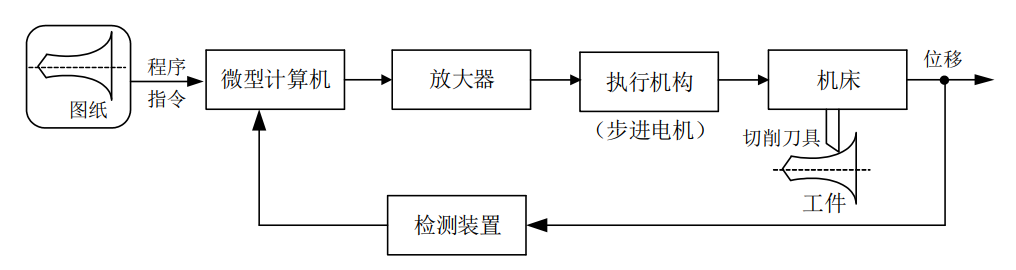 图纸
程序
指令
微型计算机
放大器
执行机构
(步进电机)
机床
位移
切削刀具
工件
检测装置